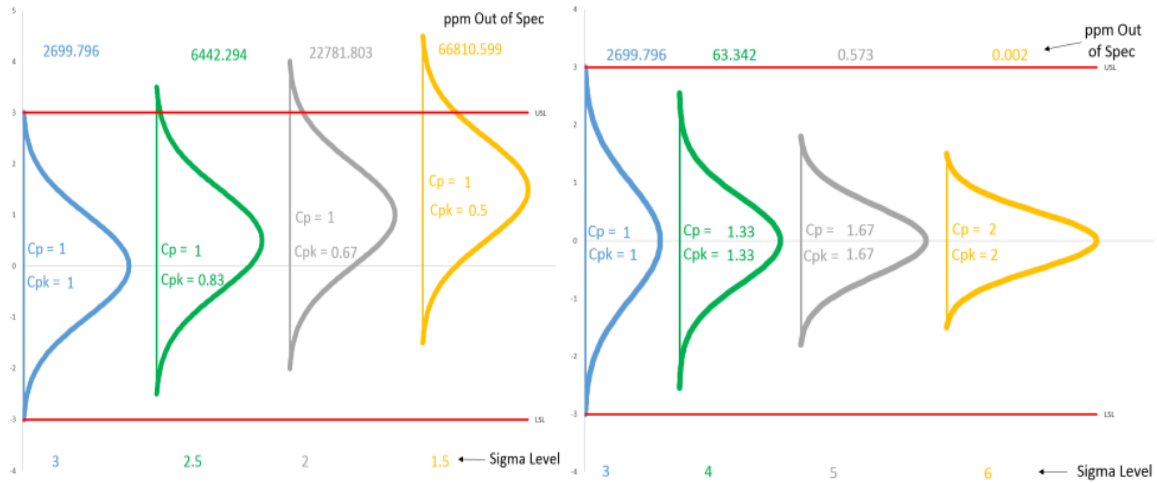 ppm Out of Spec
2699.796
6442.294
22781.803
66810.599
5
4
3
2
1
0
-1
-2
-3
-4
USL
LSL
Cp = 1
Cpk = 1
Cp = 1
Cpk = 0.83
Cp = 1
Cpk = 0.67
Cp = 1
Cpk = 0.5
3
2.5
2
1.5
Sigma Level
ppm Out
of Spec
2699.796
63.342
0.573
0.002
4
3
2
1
0
-1
-2
-3
-4
USL
LSL
Cp = 1
Cpk = 1
Cp = 1.33
Cpk = 1.33
Cp = 1.67
Cpk = 1.67
Cp = 2
Cpk = 2
3
4
5
6
Sigma Level